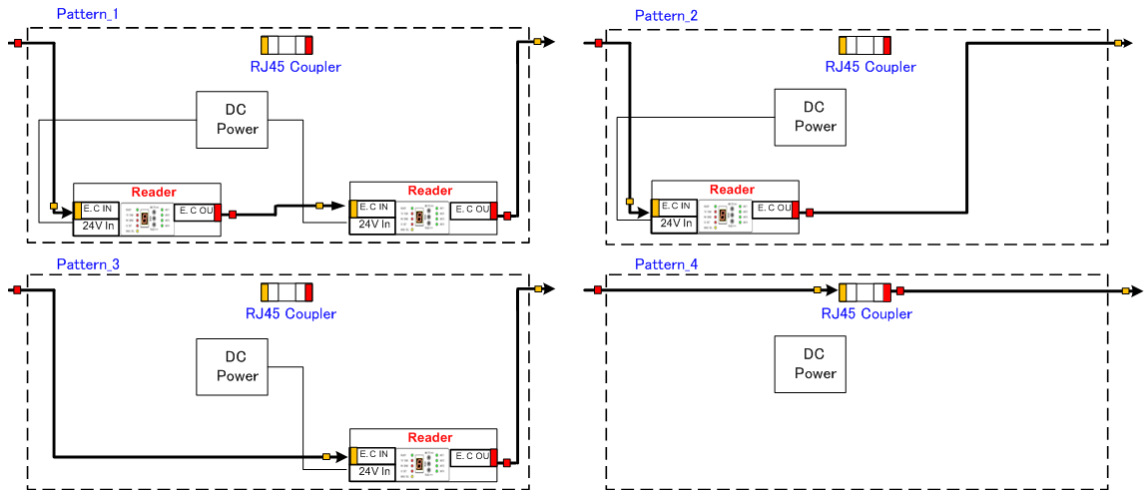 Pattern_1
RJ45 Coupler
DC
Power
Reader
E. C IN
E. C OU
24V In
Reader
E. C IN
E. C OU
24V In
Pattern_2
RJ45 Coupler
DC
Power
Reader
E. C IN
E. C OU
24V In
Pattern_3
RJ45 Coupler
DC
Power
Reader
E. C IN
E. C OU
24V In
Pattern_4
RJ45 Coupler
DC
Power